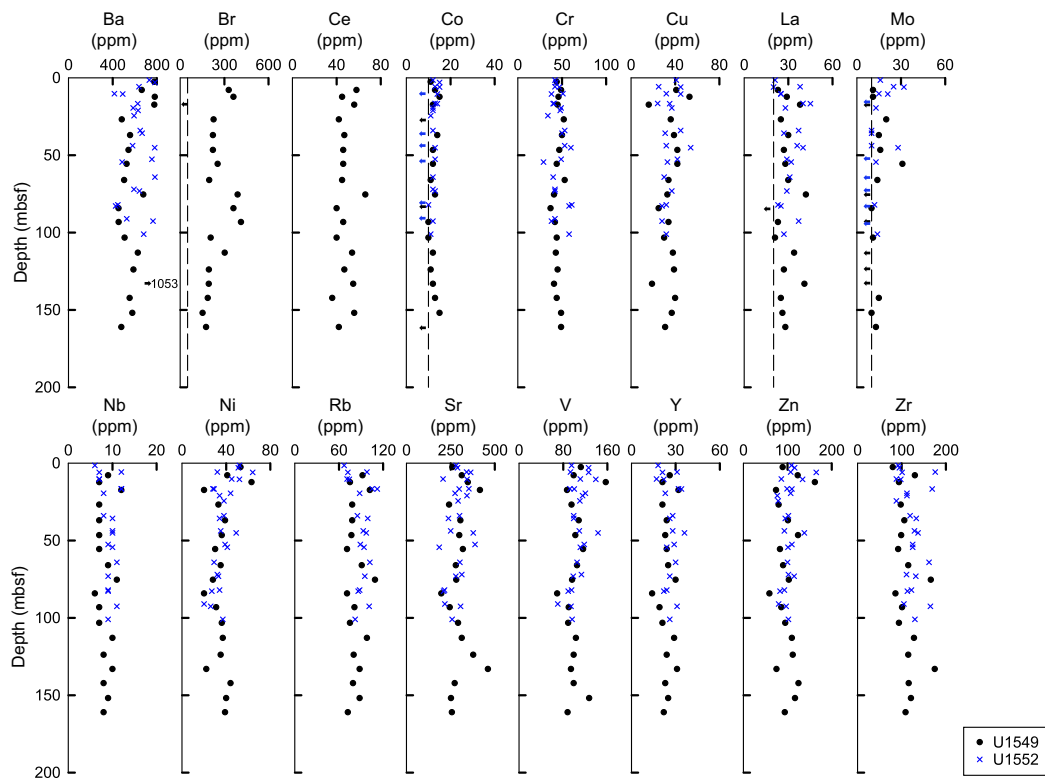 Ba Br Ce Co Cr Cu La Mo
(ppm) (ppm) (ppm) (ppm) (ppm) (ppm) (ppm) (ppm)
0 400 800 0 300 600 0 40 80 0 20 40 0 50 100 0 40 80 0 30 60 0 30 60
0
50
100
150
200
Depth (mbsf)
1053
Nb Ni Rb Sr V Y Zn Zr
(ppm) (ppm) (ppm) (ppm) (ppm) (ppm) (ppm) (ppm)
0 10 20 0 40 80 0 60 120 0 250 500 0 80 160 0 30 60 0 100 200 0 100 200
0
50
100
150
200
Depth (mbsf)
U1549
U1552